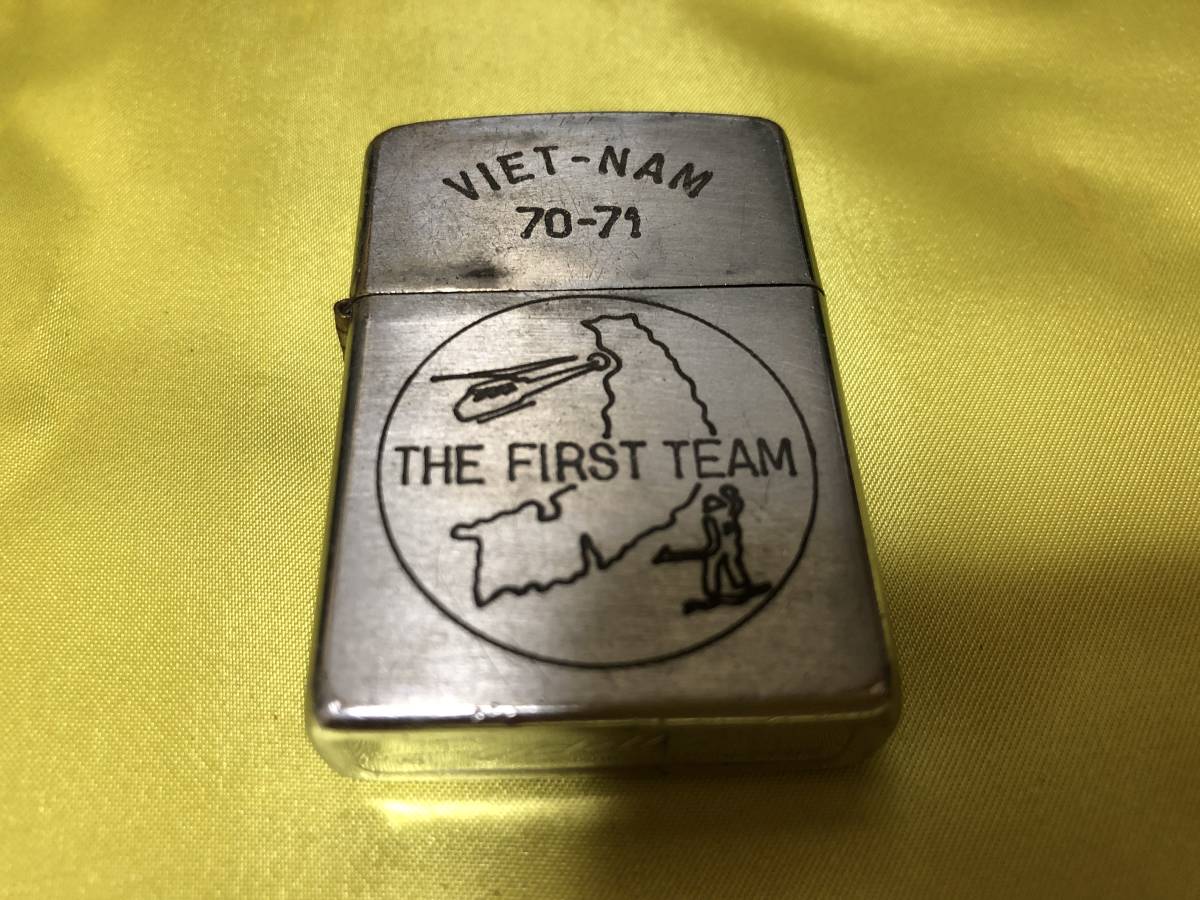 VIET-NAM
70-71
THE FIRST TEAM